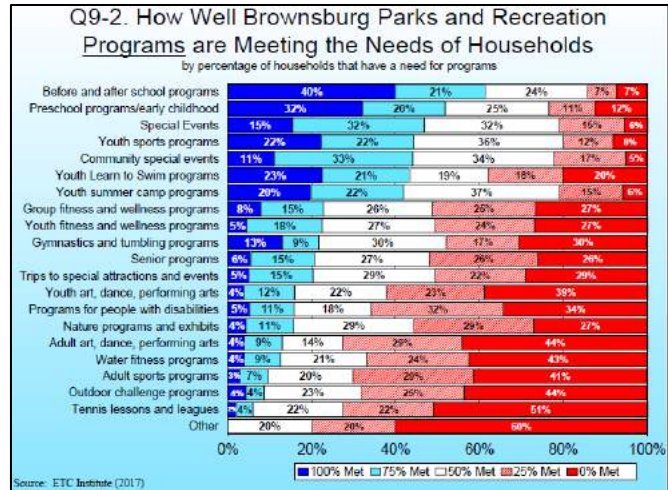 Q9-2. How Well Brownsburg Parks and Recreation
Programs are Meeting the Needs of Households
by percentage of households that have a need for programs
Before and after school programs 40% 21% 24% 7% 7%
Preschool programs/early childhood 32% 20% 25% 11% 12%
Special Events 15% 32% 32% 15% 6%
Youth sports programs 22% 22% 36% 12% 8%
Community special events 11% 33% 34% 17% 5%
Youth Learn to Swim programs 23% 21% 19% 18% 20%
Youth summer camp programs 20% 22% 37% 15% 6%
Group fitness and wellness programs 8% 15% 26% 26% 27%
Youth fitness and wellness programs 5% 18% 27% 24% 27%
Gymnastics and tumbling programs 13% 9% 30% 17% 30%
Senior programs 6% 15% 27% 26% 26%
Trips to special attractions and events 5% 15% 29% 22% 29%
Youth art, dance, performing arts 4% 12% 22% 23% 39%
Programs for people with disabilities 5% 11% 18% 32% 34%
Nature programs and exhibits 4% 11% 29% 29% 27%
Adult art, dance, performing arts 4% 9% 14% 29% 44%
Water fitness programs 4% 9% 21% 24% 43%
Adult sports programs 3% 7% 20% 29% 41%
Outdoor challenge programs 4% 4% 23% 25% 44%
Tennis lessons and leagues 4% 22% 22% 51%
Other 20% 20% 60%
0% 20% 40% 60% 80% 100%
100% Met 75% Met 50% Met 25% Met 0% Met
Source: ETC Institute (2017)